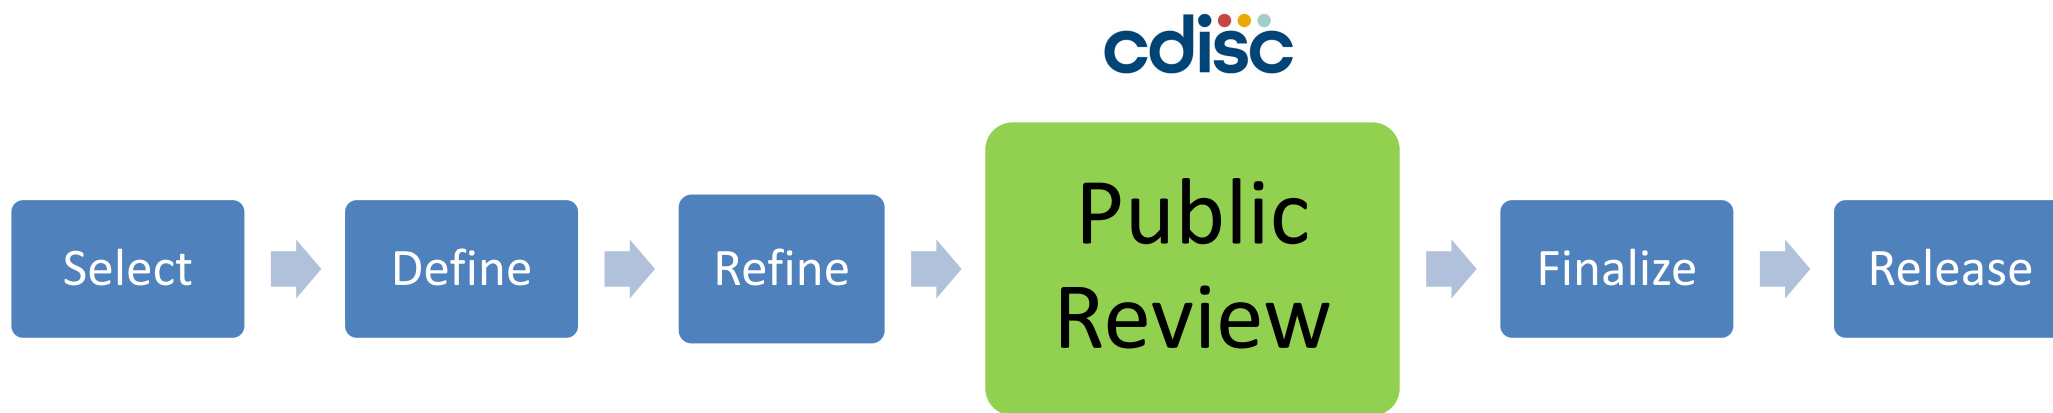 cdisc
Select
Define
Refine
Public
Review
Finalize
Release